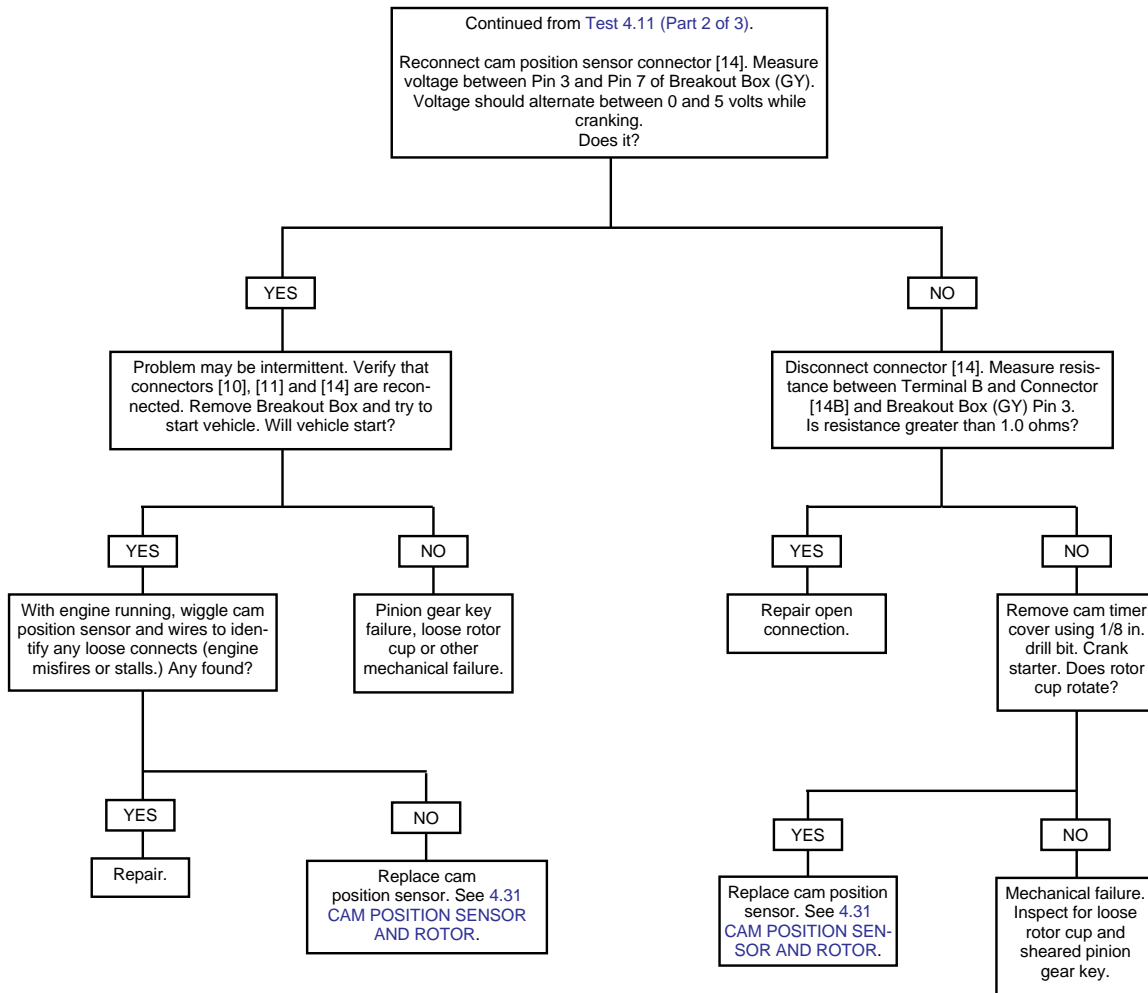 Continued from Test 4.11 (Part 2 of 3).
Reconnect cam position sensor connector [14]. Measure
voltage between Pin 3 and Pin 7 of Breakout Box (GY).
Voltage should alternate between 0 and 5 volts while
cranking.
Does it?
YES
NO
Problem may be intermittent. Verify that
connectors [10], [11] and [14] are recon-
nected. Remove Breakout Box and try to
start vehicle. Will vehicle start?
Disconnect connector [14]. Measure resis-
tance between Terminal B and Connector
[14B] and Breakout Box (GY) Pin 3.
Is resistance greater than 1.0 ohms?
YES
NO
YES
NO
With engine running, wiggle cam
position sensor and wires to iden-
tify any loose connects (engine
misfires or stalls.) Any found?
Pinion gear key
failure, loose rotor
cup or other
mechanical failure.
Repair open
connection.
Remove cam timer
cover using 1/8 in.
drill bit. Crank
starter. Does rotor
cup rotate?
YES
NO
YES
NO
Repair.
Replace cam
position sensor. See 4.31
CAM POSITION SENSOR
AND ROTOR.
Replace cam position
sensor. See 4.31
CAM POSITION SEN-
SOR AND ROTOR.
Mechanical failure.
Inspect for loose
rotor cup and
sheared pinion
gear key.